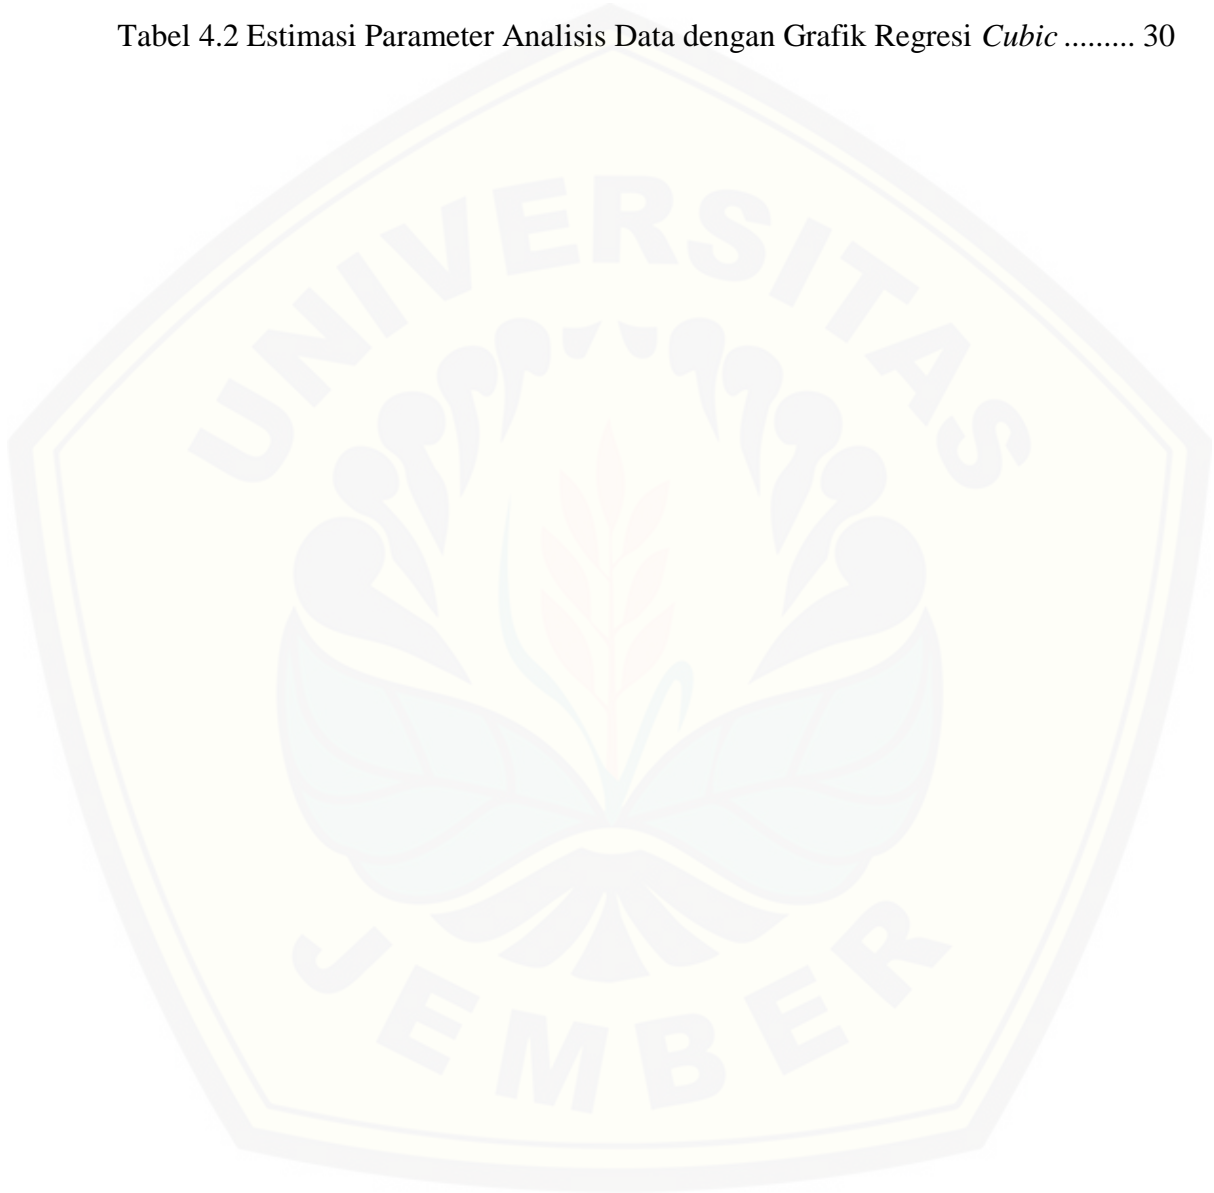 Tabel 4.2 Estimasi Parameter Analisis Data dengan Grafik Regresi Cubic ......... 30
UNIVERSITAS
JEMBER